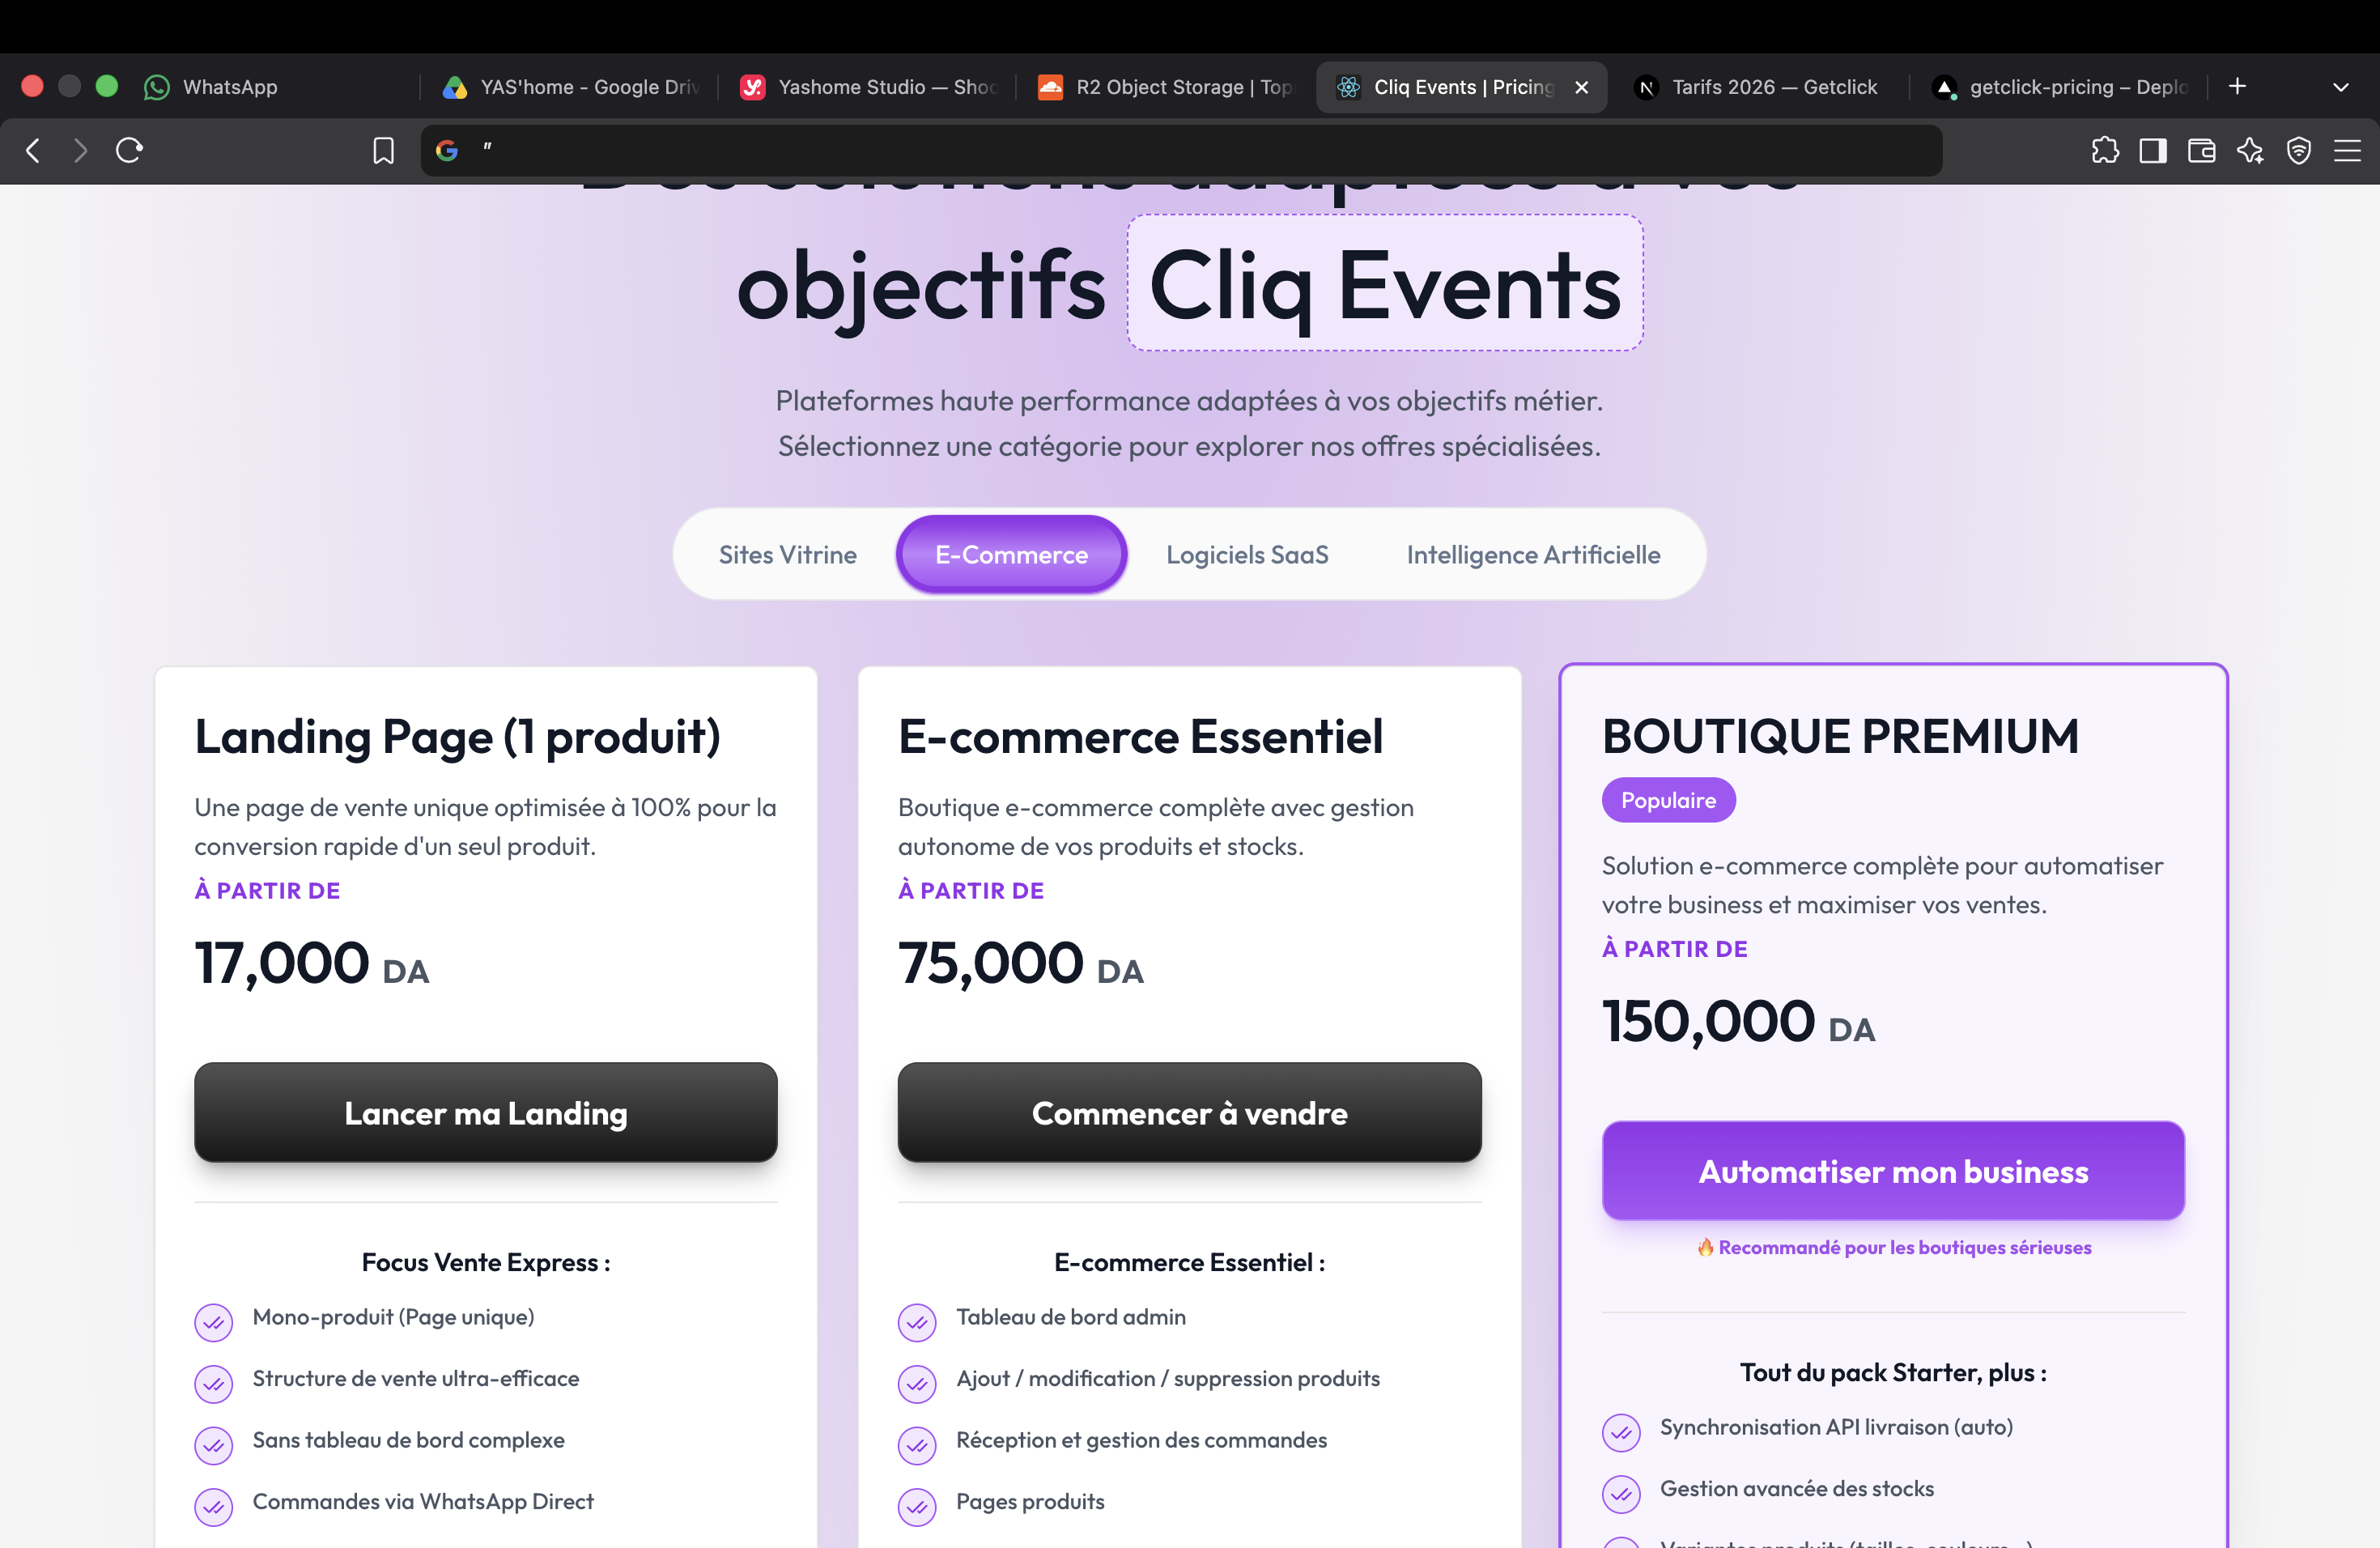 WhatsApp
YAS'home - Google Driv
Yashome Studio — Shoo
R2 Object Storage | Top
Cliq Events | Pricing
Tarifs 2026 — Getclick
getclick-pricing – Deplo
"
objectifs Cliq Events
Plateformes haute performance adaptées à vos objectifs métier.
Sélectionnez une catégorie pour explorer nos offres spécialisées.
Sites Vitrine
E-Commerce
Logiciels SaaS
Intelligence Artificielle
Landing Page (1 produit)
Une page de vente unique optimisée à 100% pour la
conversion rapide d'un seul produit.
À PARTIR DE
17,000 DA
Lancer ma Landing
Focus Vente Express :
Mono-produit (Page unique)
Structure de vente ultra-efficace
Sans tableau de bord complexe
Commandes via WhatsApp Direct
E-commerce Essentiel
Boutique e-commerce complète avec gestion
autonome de vos produits et stocks.
À PARTIR DE
75,000 DA
Commencer à vendre
E-commerce Essentiel :
Tableau de bord admin
Ajout / modification / suppression produits
Réception et gestion des commandes
Pages produits
BOUTIQUE PREMIUM
Populaire
Solution e-commerce complète pour automatiser
votre business et maximiser vos ventes.
À PARTIR DE
150,000 DA
Automatiser mon business
🔥 Recommandé pour les boutiques sérieuses
Tout du pack Starter, plus :
Synchronisation API livraison (auto)
Gestion avancée des stocks